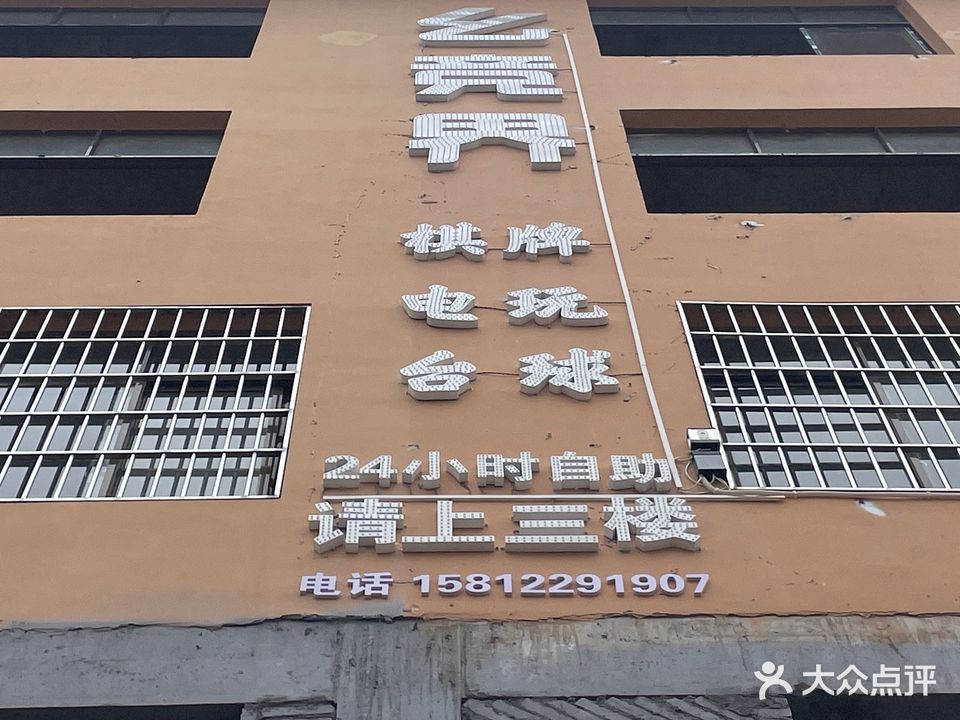 棋牌
电玩
台球
24小时自助
请上三楼
电话 15812291907
大众点评